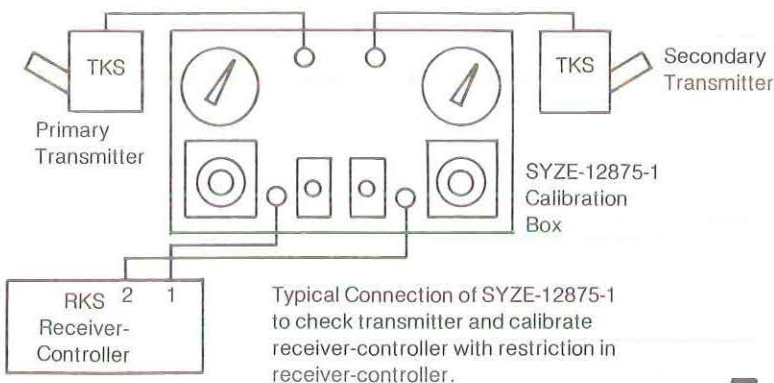 TKS
TKS
Secondary
Transmitter
Primary
Transmitter
SYZE-12875-1
Calibration
Box
RKS 2 1
Receiver-
Controller
Typical Connection of SYZE-12875-1
to check transmitter and calibrate
receiver-controller with restriction in
receiver-controller.